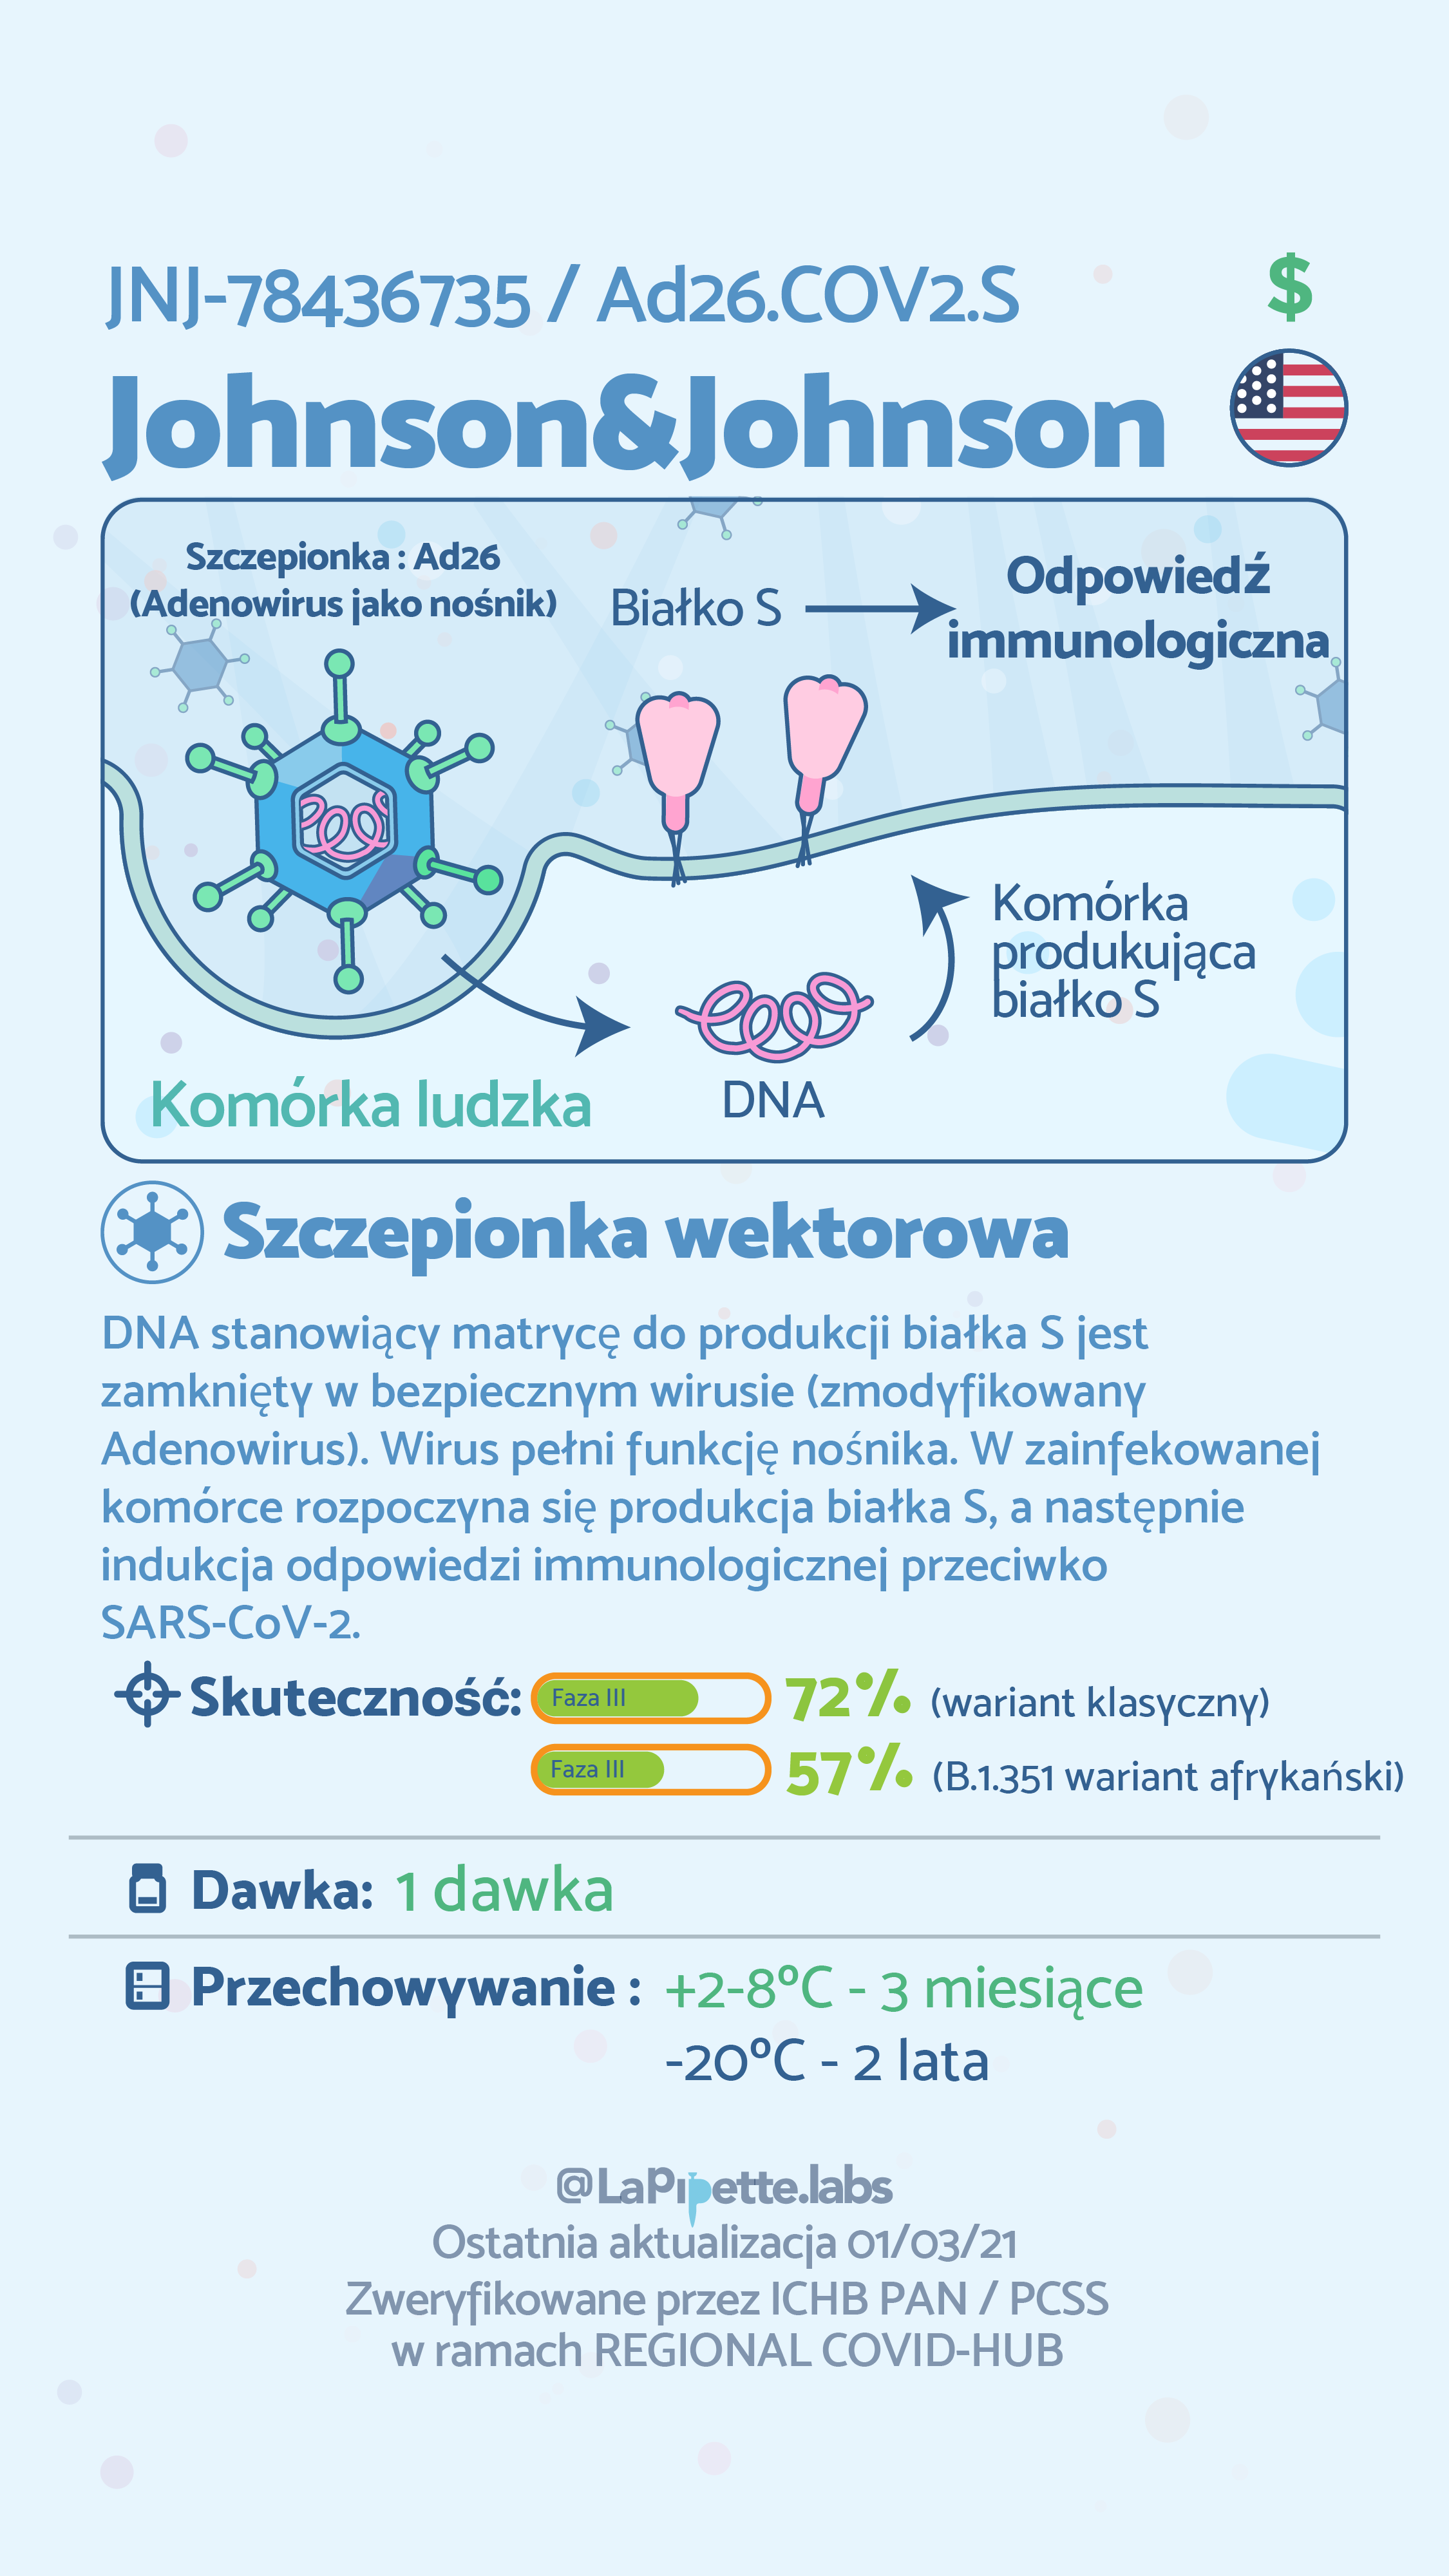 JNJ-78436735 / Ad26.COV2.S
$
Johnson&Johnson
Szczepionka : Ad26
(Adenowirus jako nośnik)
Białko S
Odpowiedź
immunologiczna
Komórka
produkująca
białko S
Komórka ludzka
DNA
Szczepionka wektorowa
DNA stanowiący matrycę do produkcji białka S jest
zamknięty w bezpiecznym wirusie (zmodyfikowany
Adenowirus). Wirus pełni funkcję nośnika. W zainfekowanej
komórce rozpoczyna się produkcja białka S, a następnie
indukcja odpowiedzi immunologicznej przeciwko
SARS-CoV-2.
Skuteczność: Faza III 72% (wariant klasyczny)
Faza III 57% (B.1.351 wariant afrykański)
Dawka: 1 dawka
Przechowywanie : +2-8ºC - 3 miesiące
-20ºC - 2 lata
@LaPipette.labs
Ostatnia aktualizacja 01/03/21
Zweryfikowane przez ICHB PAN / PCSS
w ramach REGIONAL COVID-HUB